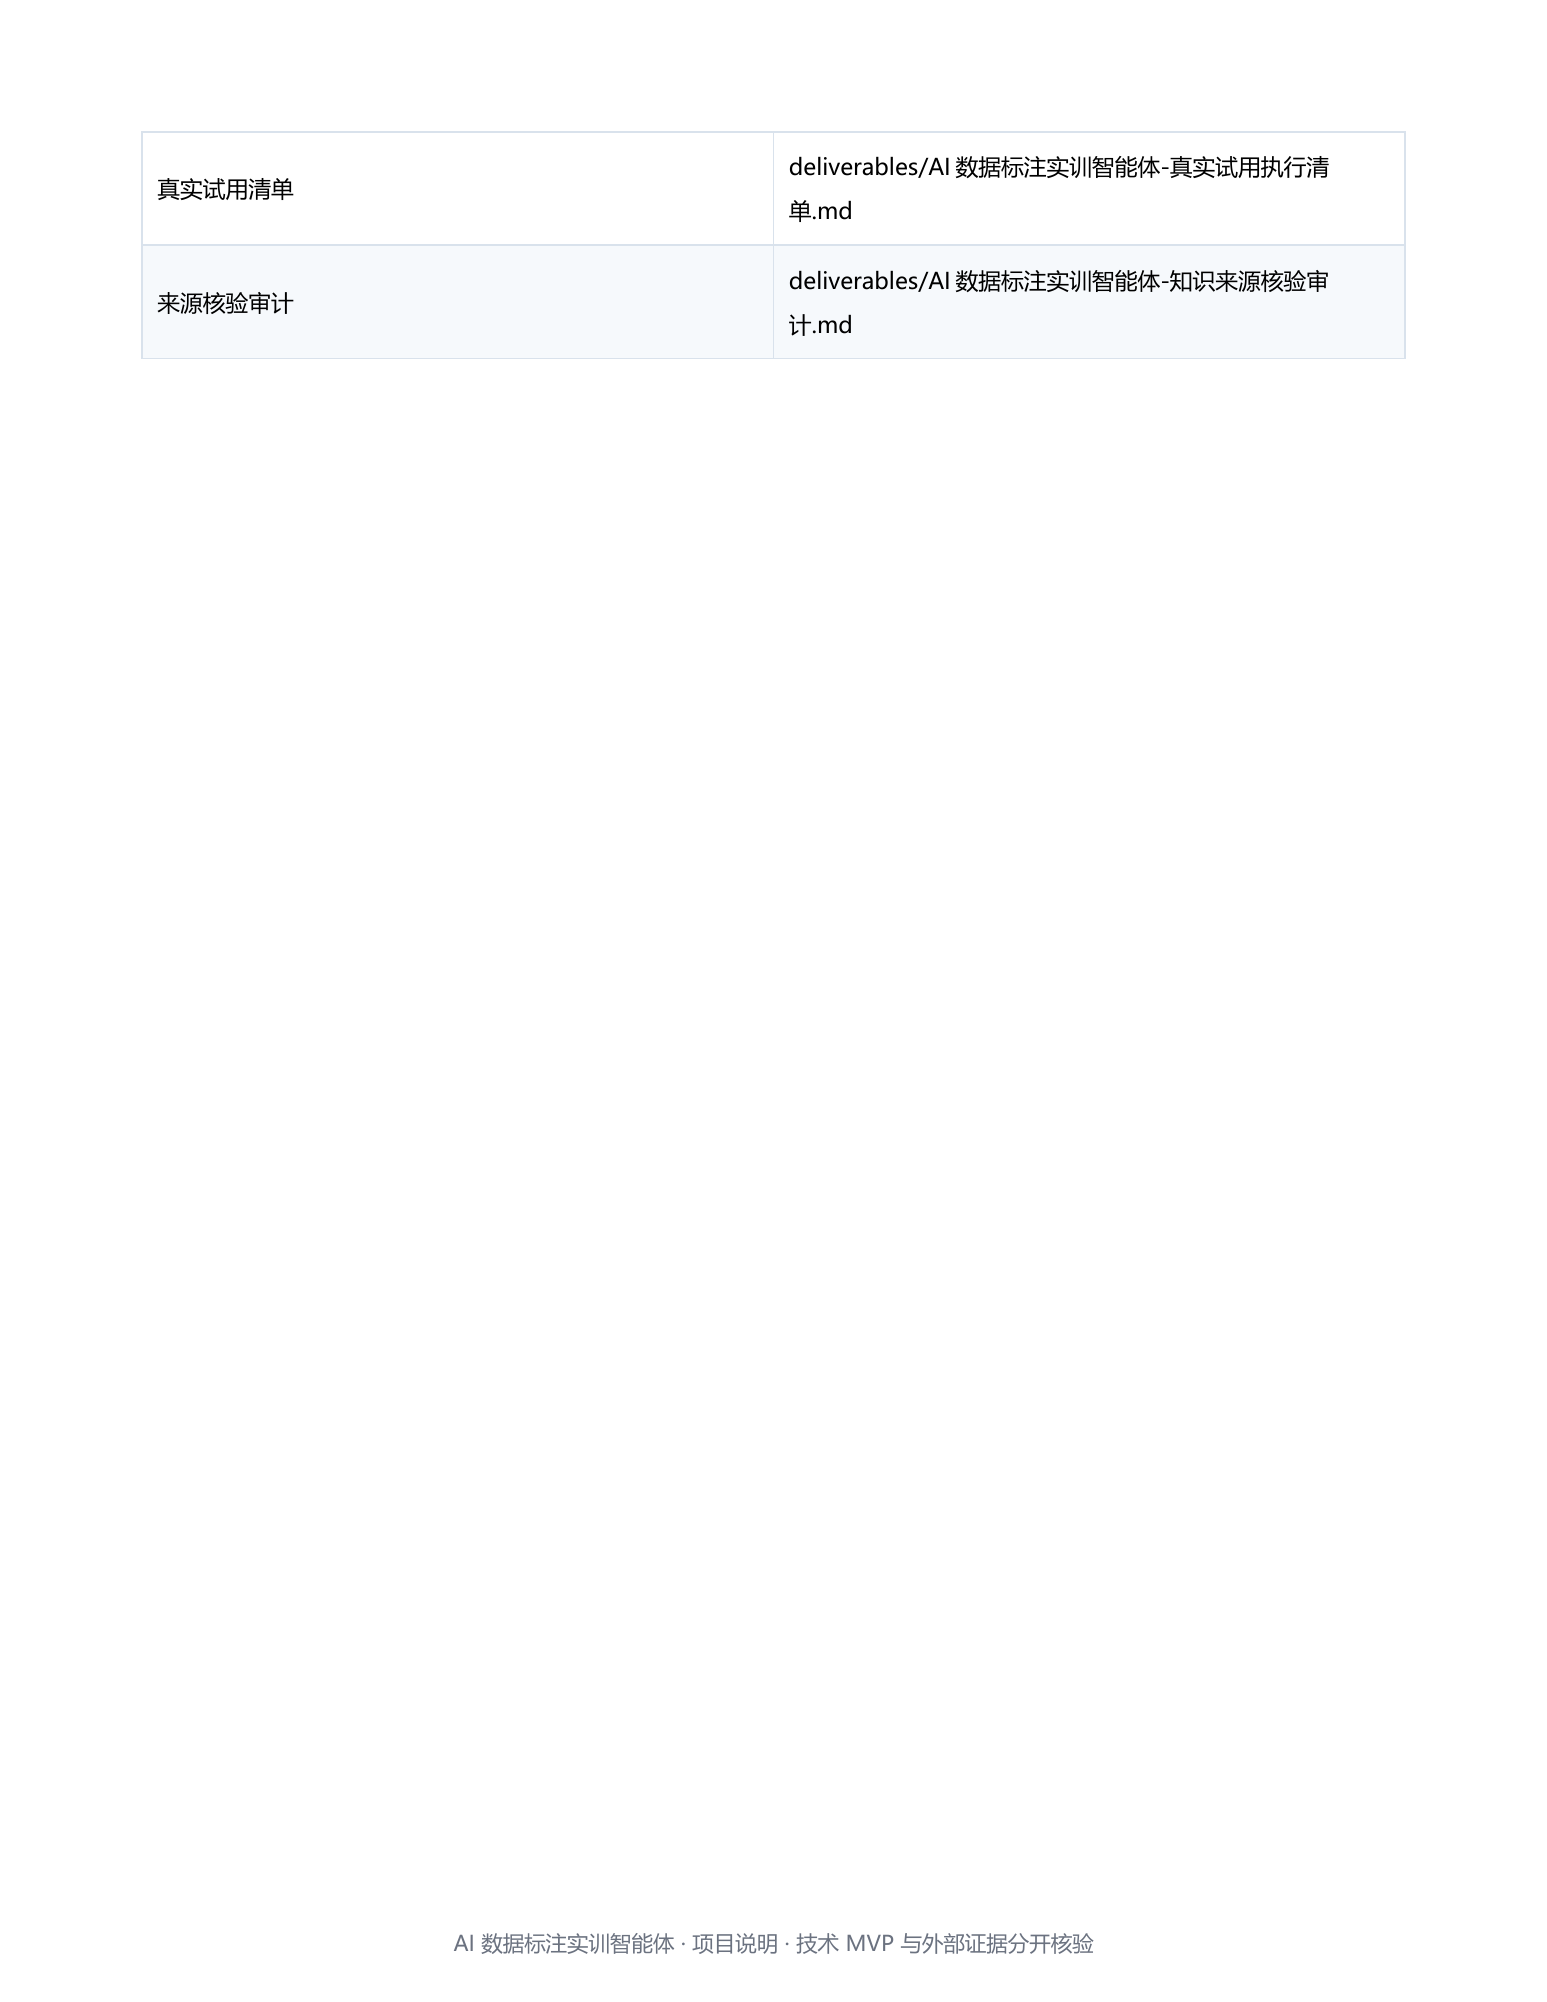 真实试用清单
deliverables/AI 数据标注实训智能体-真实试用执行清
单.md
来源核验审计
deliverables/AI 数据标注实训智能体-知识来源核验审
计.md
AI 数据标注实训智能体 · 项目说明 · 技术 MVP 与外部证据分开核验